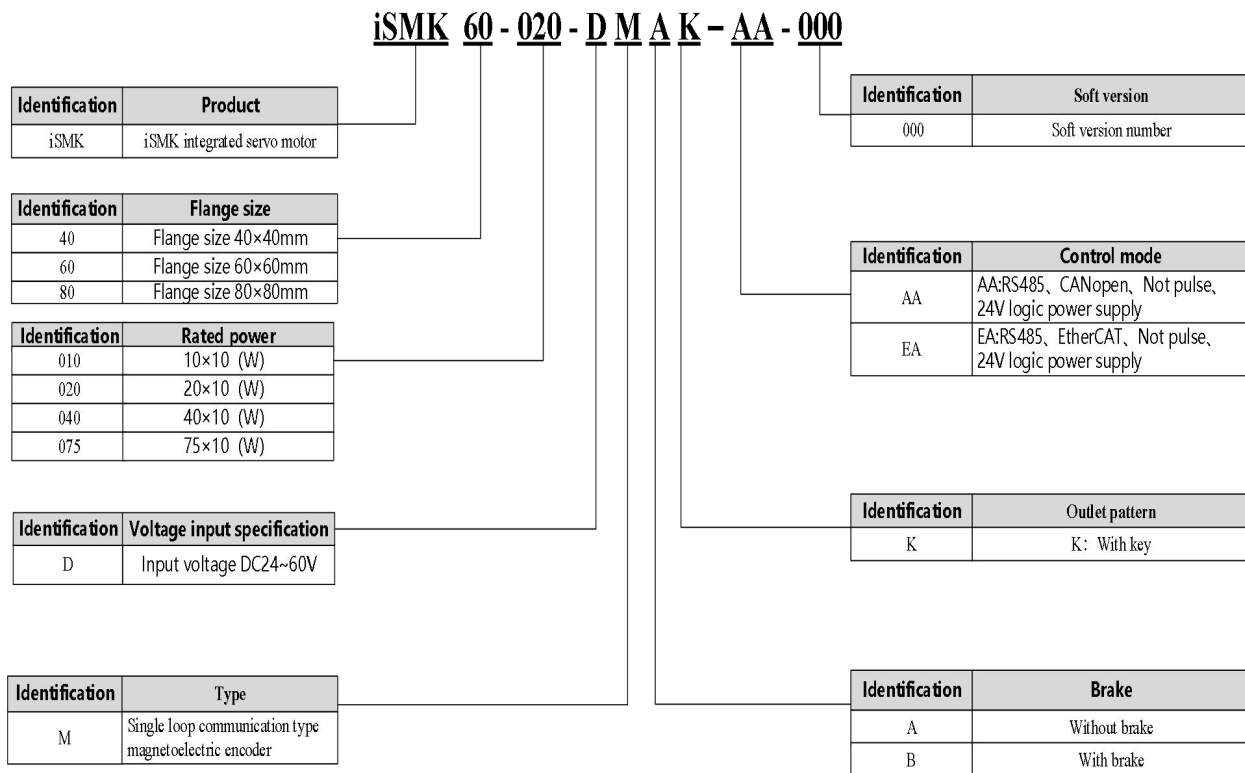 iSMK 60 - 020 - D M A K – AA - 000
Identification Product
iSMK iSMK integrated servo motor
Identification Flange size
40 Flange size 40×40mm
60 Flange size 60×60mm
80 Flange size 80×80mm
Identification Rated power
010 10×10 (W)
020 20×10 (W)
040 40×10 (W)
075 75×10 (W)
Identification Voltage input specification
D Input voltage DC24~60V
Identification Type
M Single loop communication type
magnetoelectric encoder
Identification Soft version
000 Soft version number
Identification Control mode
AA AA:RS485、CANopen、Not pulse、
24V logic power supply
EA EA:RS485、EtherCAT、Not pulse、
24V logic power supply
Identification Outlet pattern
K K：With key
Identification Brake
A Without brake
B With brake